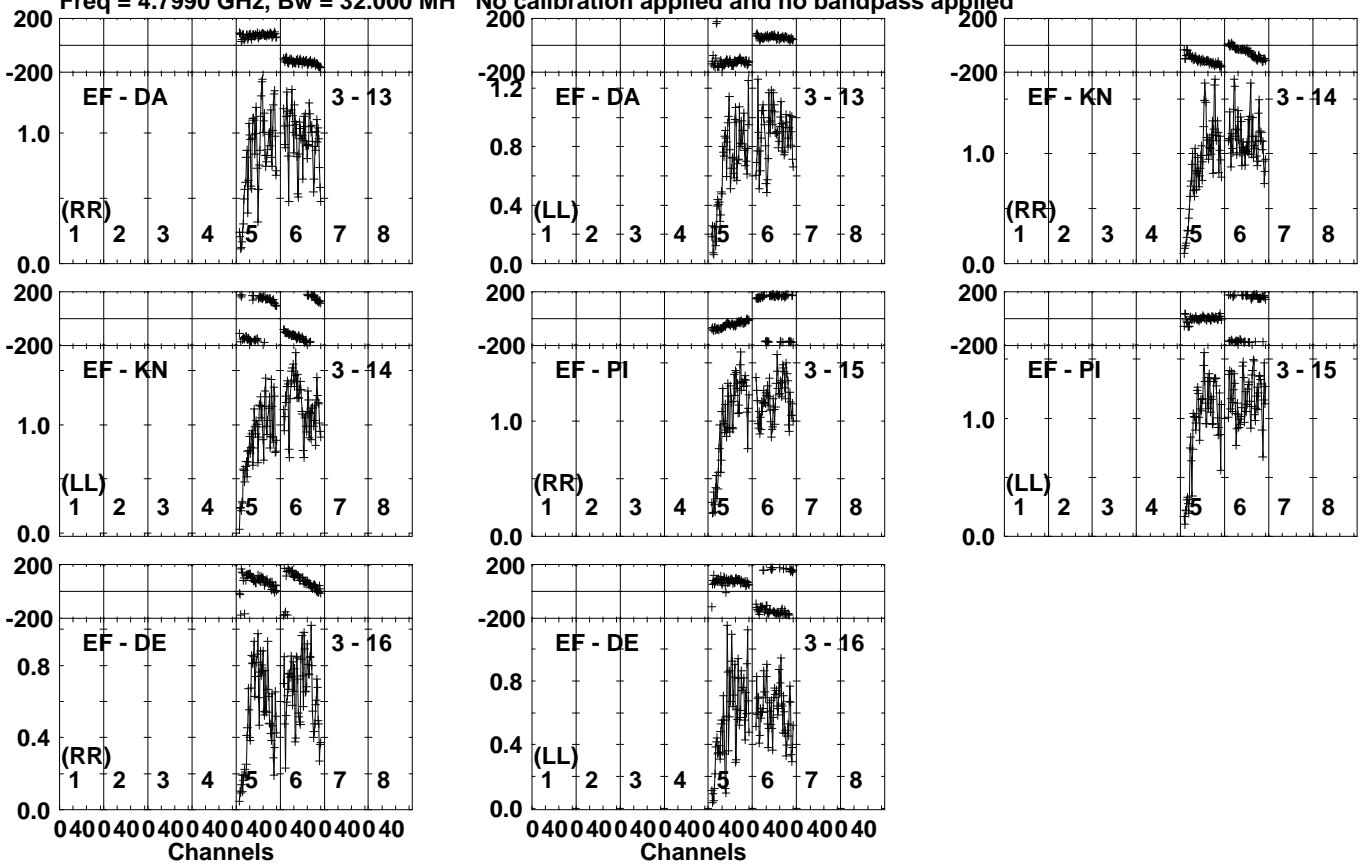 Freq = 4.7990 GHz, Bw = 32.000 MH No calibration applied and no bandpass applied
200
-200
EF - DA 3 - 13
1.0
(RR)
1 2 3 4 5 6 7 8
0.0
200
-200
1.2
EF - DA 3 - 13
0.8
0.4
(LL)
1 2 3 4 5 6 7 8
0.0
200
-200
EF - KN 3 - 14
1.0
(RR)
1 2 3 4 5 6 7 8
0.0
200
-200
EF - KN 3 - 14
1.0
(LL)
1 2 3 4 5 6 7 8
0.0
200
-200
EF - PI 3 - 15
1.0
(RR)
1 2 3 4 5 6 7 8
0.0
200
-200
EF - PI 3 - 15
1.0
(LL)
1 2 3 4 5 6 7 8
0.0
200
-200
EF - DE 3 - 16
0.8
0.4
(RR)
1 2 3 4 5 6 7 8
0.0
0 40 0 40 0 40 0 40 0 40 0 40 0 40 0 40
Channels
200
-200
EF - DE 3 - 16
0.8
0.4
(LL)
1 2 3 4 5 6 7 8
0.0
0 40 0 40 0 40 0 40 0 40 0 40 0 40 0 40
Channels